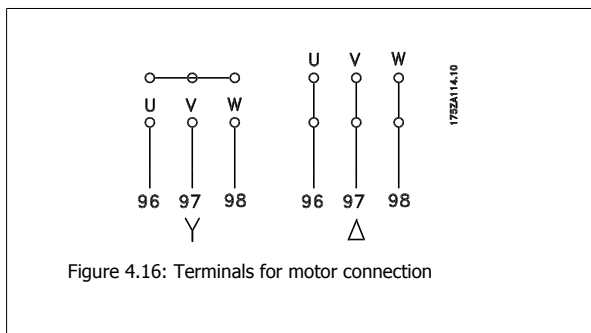 U V W
96 97 98
Y
U V W
96 97 98
Δ
175ZA114.10
Figure 4.16: Terminals for motor connection